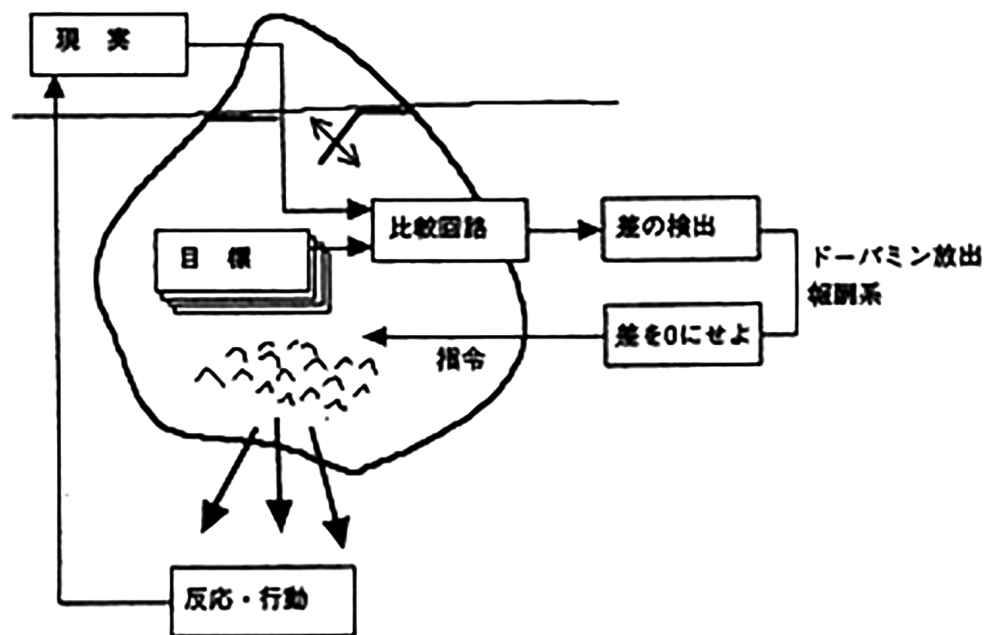 現 実
比較回路
差の検出
目 標
ドーパミン放出
報酬系
差を0にせよ
指令
反応・行動